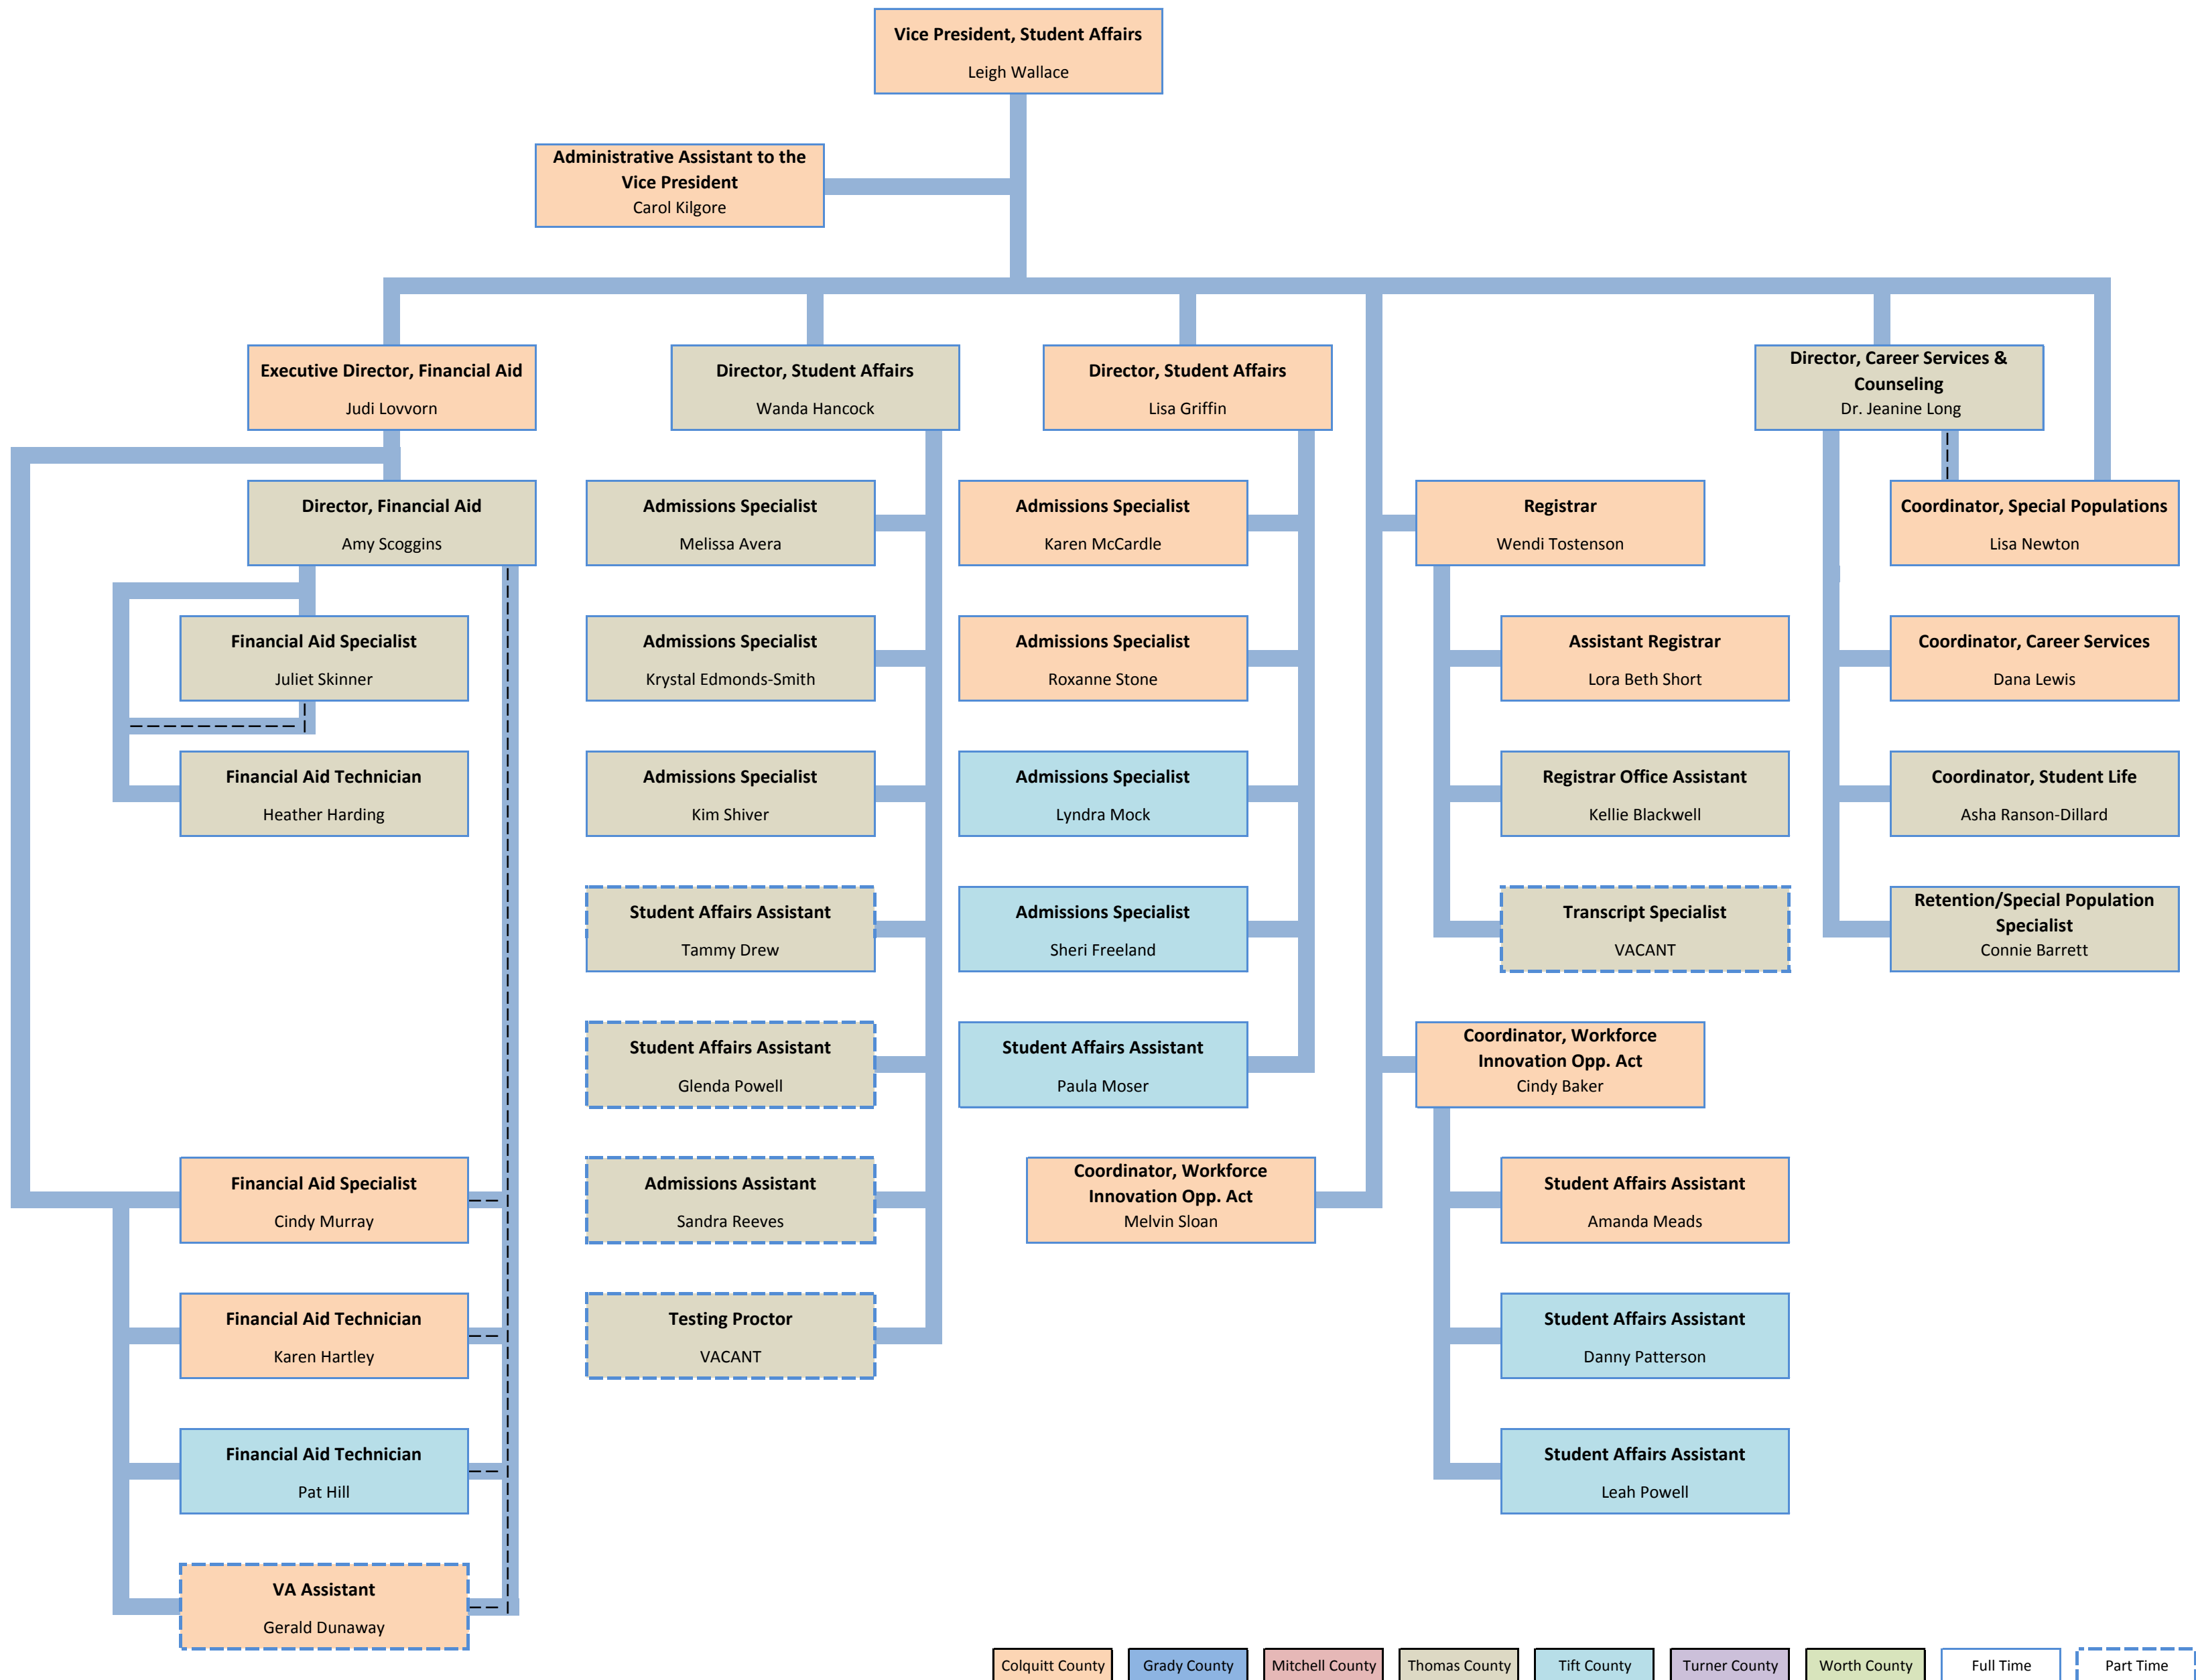 Vice President, Student Affairs
Leigh Wallace
Administrative Assistant to the
Vice President
Carol Kilgore
Executive Director, Financial Aid
Judi Lovvorn
Director, Student Affairs
Wanda Hancock
Director, Student Affairs
Lisa Griffin
Director, Career Services &
Counseling
Dr. Jeanine Long
Director, Financial Aid
Amy Scoggins
Admissions Specialist
Melissa Avera
Admissions Specialist
Karen McCardle
Registrar
Wendi Tostenson
Coordinator, Special Populations
Lisa Newton
Financial Aid Specialist
Juliet Skinner
Admissions Specialist
Krystal Edmonds-Smith
Admissions Specialist
Roxanne Stone
Assistant Registrar
Lora Beth Short
Coordinator, Career Services
Dana Lewis
Financial Aid Technician
Heather Harding
Admissions Specialist
Kim Shiver
Admissions Specialist
Lyndra Mock
Registrar Office Assistant
Kellie Blackwell
Coordinator, Student Life
Asha Ranson-Dillard
Student Affairs Assistant
Tammy Drew
Admissions Specialist
Sheri Freeland
Transcript Specialist
VACANT
Retention/Special Population
Specialist
Connie Barrett
Student Affairs Assistant
Glenda Powell
Student Affairs Assistant
Paula Moser
Coordinator, Workforce
Innovation Opp. Act
Cindy Baker
Financial Aid Specialist
Cindy Murray
Admissions Assistant
Sandra Reeves
Coordinator, Workforce
Innovation Opp. Act
Melvin Sloan
Student Affairs Assistant
Amanda Meads
Financial Aid Technician
Karen Hartley
Testing Proctor
VACANT
Student Affairs Assistant
Danny Patterson
Financial Aid Technician
Pat Hill
Student Affairs Assistant
Leah Powell
VA Assistant
Gerald Dunaway
Colquitt County
Grady County
Mitchell County
Thomas County
Tift County
Turner County
Worth County
Full Time
Part Time